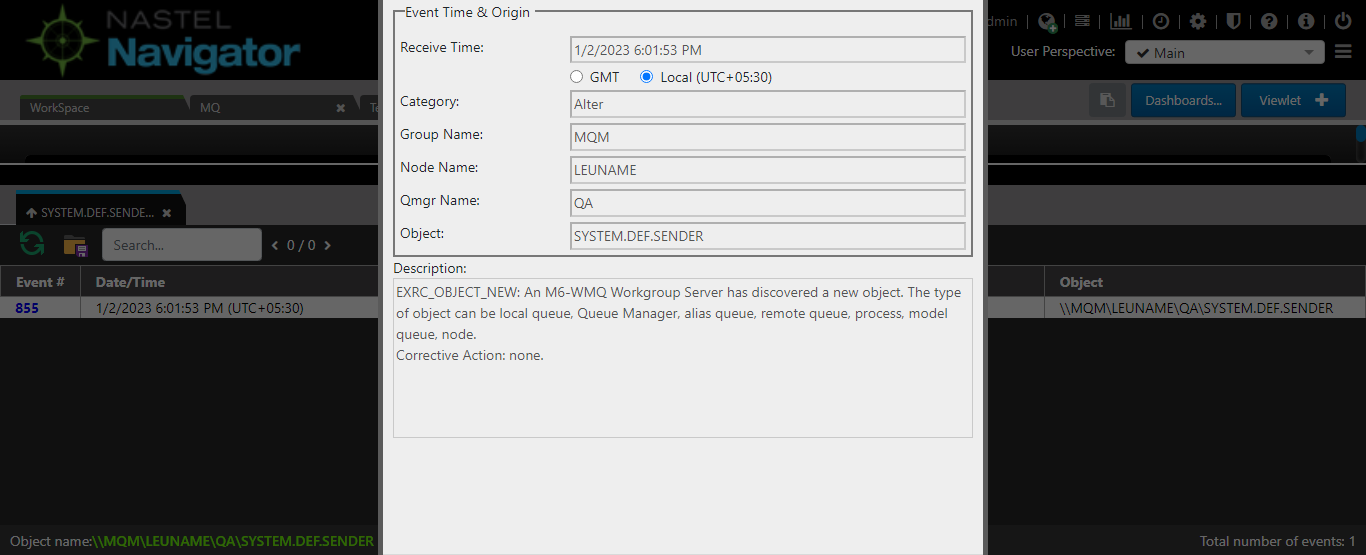 NASTEL
Navigator
dmin
User Perspective:
Main
WorkSpace
MQ
Te
Dashboards...
Viewlet
Event Time & Origin
Receive Time:
1/2/2023 6:01:53 PM
GMT
Local (UTC+05:30)
Category:
Alter
Group Name:
MQM
Node Name:
LEUNAME
Qmgr Name:
QA
Object:
SYSTEM.DEF.SENDER
Description:
EXRC_OBJECT_NEW: An M6-WMQ Workgroup Server has discovered a new object. The type
of object can be local queue, Queue Manager, alias queue, remote queue, process, model
queue, node.
Corrective Action: none.
SYSTEM.DEF.SENDE...
Search...
0 / 0
Event #
Date/Time
Object
855
1/2/2023 6:01:53 PM (UTC+05:30)
\\MQM\LEUNAME\QA\SYSTEM.DEF.SENDER
Object name:\\MQM\LEUNAME\QA\SYSTEM.DEF.SENDER
Total number of events: 1